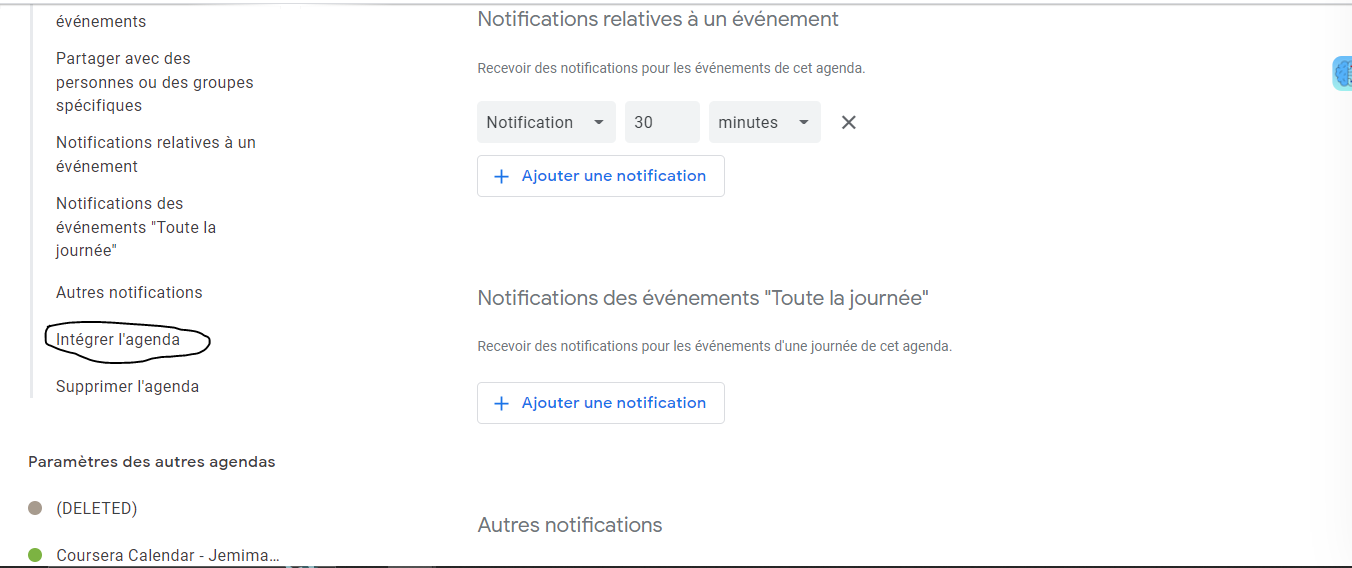 événements
Partager avec des
personnes ou des groupes
spécifiques
Notifications relatives à un
événement
Notifications des
événements "Toute la
journée"
Autres notifications
Intégrer l'agenda
Supprimer l'agenda
Paramètres des autres agendas
(DELETED)
Coursera Calendar - Jemima...
Notifications relatives à un événement
Recevoir des notifications pour les événements de cet agenda.
Notification 30 minutes
Ajouter une notification
Notifications des événements "Toute la journée"
Recevoir des notifications pour les événements d'une journée de cet agenda.
Ajouter une notification
Autres notifications